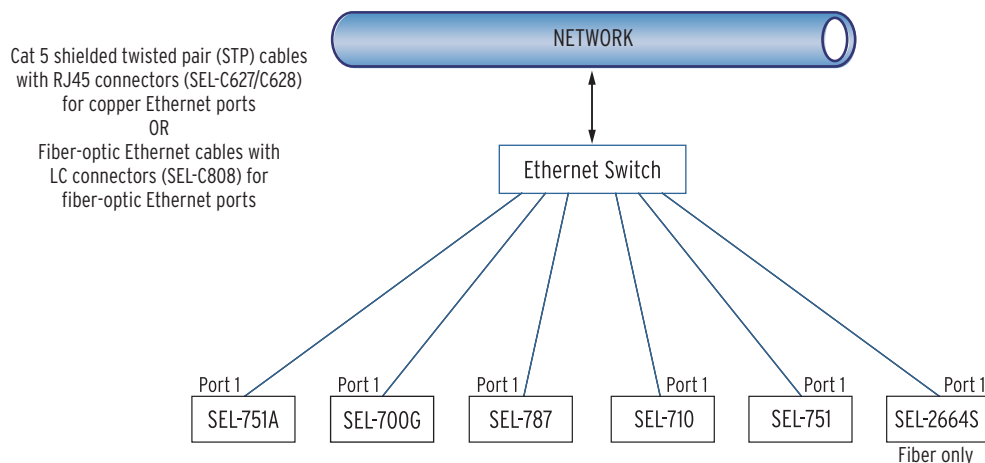 NETWORK
Cat 5 shielded twisted pair (STP) cables
with RJ45 connectors (SEL-C627/C628)
for copper Ethernet ports
OR
Fiber-optic Ethernet cables with
LC connectors (SEL-C808) for
fiber-optic Ethernet ports
Ethernet Switch
Port 1
Port 1
Port 1
Port 1
Port 1
Port 1
SEL-751A
SEL-700G
SEL-787
SEL-710
SEL-751
SEL-2664S
Fiber only